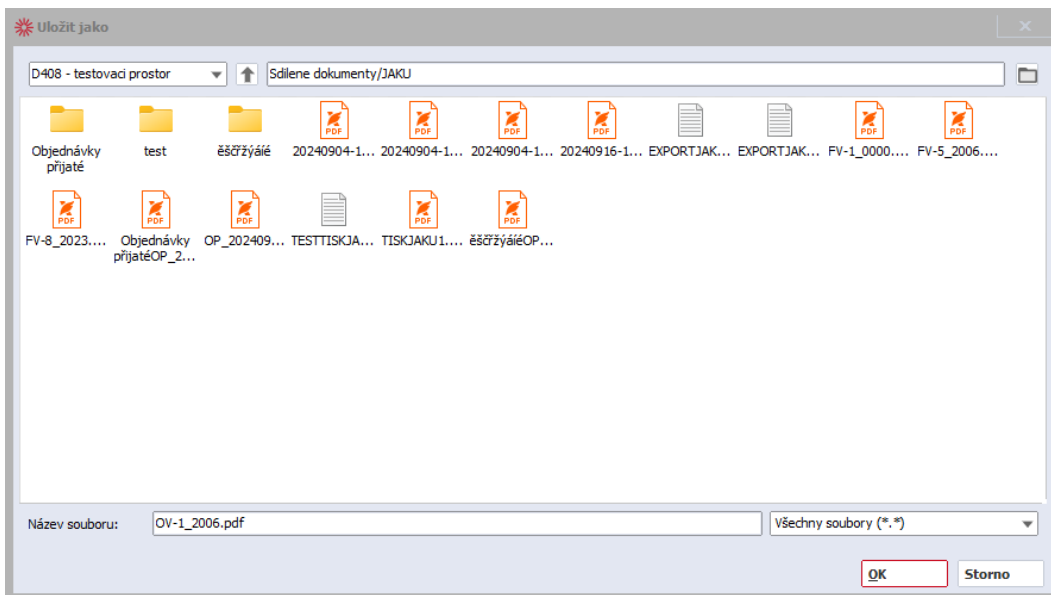 Uložit jako
D408 - testovaci prostor
Sdilene dokumenty/JAKU
PDF PDF PDF PDF PDF PDF
Objednávky test ěščřžýáíé 20240904-1... 20240904-1... 20240904-1... 20240916-1... EXPORTJAK... EXPORTJAK... FV-1_0000.... FV-5_2006....
přijaté
PDF PDF PDF PDF PDF
FV-8_2023.... Objednávky OP_202409... TESTTISKJA... TISKJAKU1.... ěščřžýáíéOP...
přijatéOP_2...
Název souboru: OV-1_2006.pdf Všechny soubory (*.*)
OK Storno